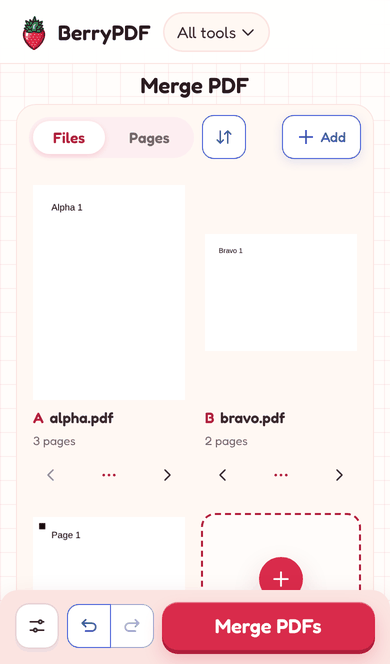 BerryPDF
All tools
Merge PDF
Files
Pages
Add
Alpha 1
Bravo 1
A alpha.pdf
3 pages
B bravo.pdf
2 pages
Page 1
Merge PDFs